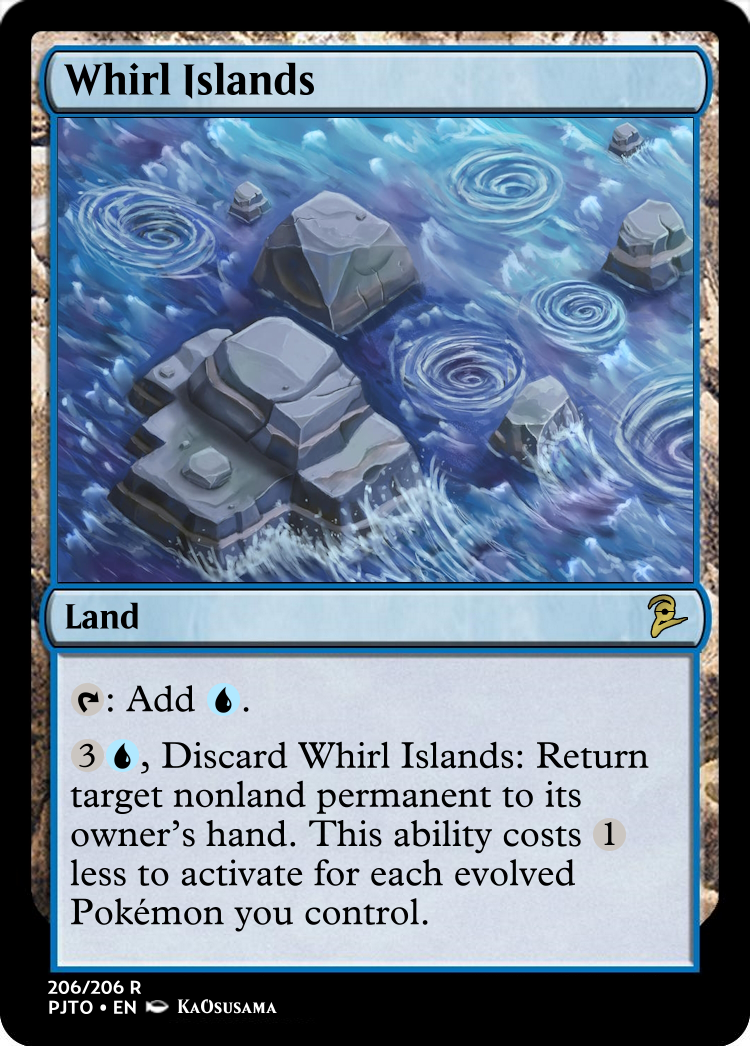 Whirl Islands
Land
: Add .
3 , Discard Whirl Islands: Return
target nonland permanent to its
owner's hand. This ability costs 1
less to activate for each evolved
Pokémon you control.
206/206 R
PJTO • EN KAOSUSAMA